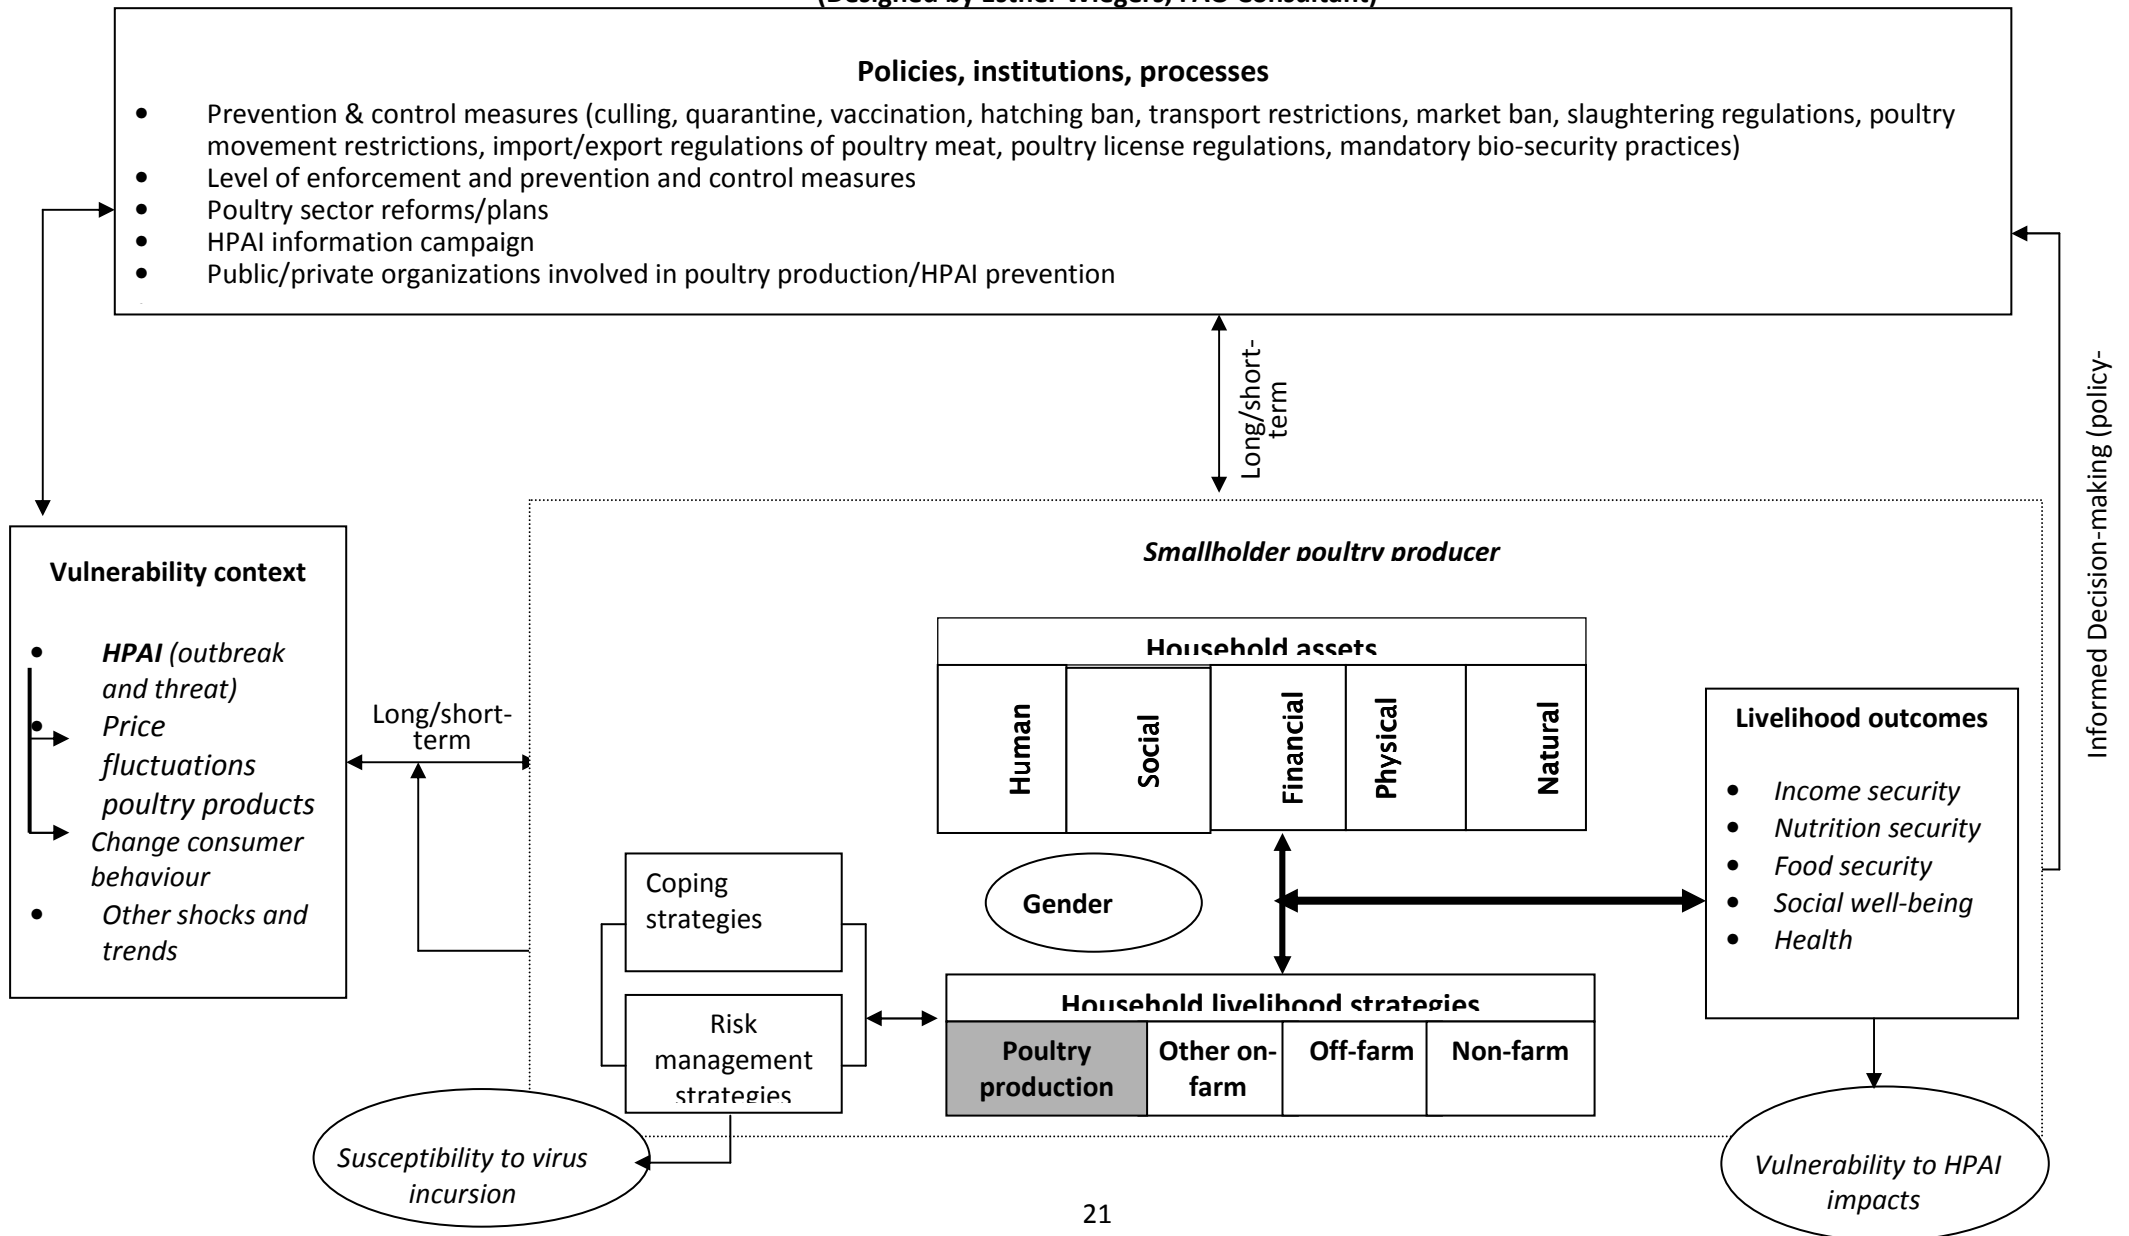 (Designed by Esther Wiegers, FAO Consultant)
Policies, institutions, processes
• Prevention & control measures (culling, quarantine, vaccination, hatching ban, transport restrictions, market ban, slaughtering regulations, poultry
movement restrictions, import/export regulations of poultry meat, poultry license regulations, mandatory bio-security practices)
• Level of enforcement and prevention and control measures
• Poultry sector reforms/plans
• HPAI information campaign
• Public/private organizations involved in poultry production/HPAI prevention
Long/short-
term
Informed Decision-making (policy-
Vulnerability context
• HPAI (outbreak
and threat)
• Price
fluctuations
poultry products
Change consumer
behaviour
• Other shocks and
trends
Long/short-
term
Smallholder poultry producer
Household assets
Human
Social
Financial
Physical
Natural
Gender
Coping
strategies
Risk
management
strategies
Household livelihood strategies
Poultry
production
Other on-
farm
Off-farm
Non-farm
Livelihood outcomes
• Income security
• Nutrition security
• Food security
• Social well-being
• Health
Susceptibility to virus
incursion
Vulnerability to HPAI
impacts
21